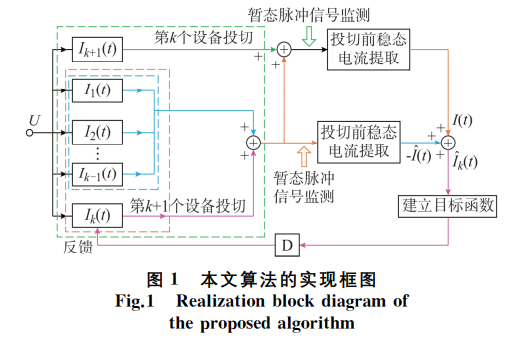 暂态脉冲信号监测
I_{k+1}(t)
第k个设备投切
+
+
投切前稳态
电流提取
I_1(t)
U
I_2(t)
⋮
I_{k-1}(t)
+
+
+
投切前稳态
电流提取
I(t)
-Î(t)
+
+
+
Î_k(t)
暂态脉冲
信号监测
I_k(t)
第k+1个设备投切
建立目标函数
反馈
D
图 1 本文算法的实现框图
Fig.1 Realization block diagram of
the proposed algorithm